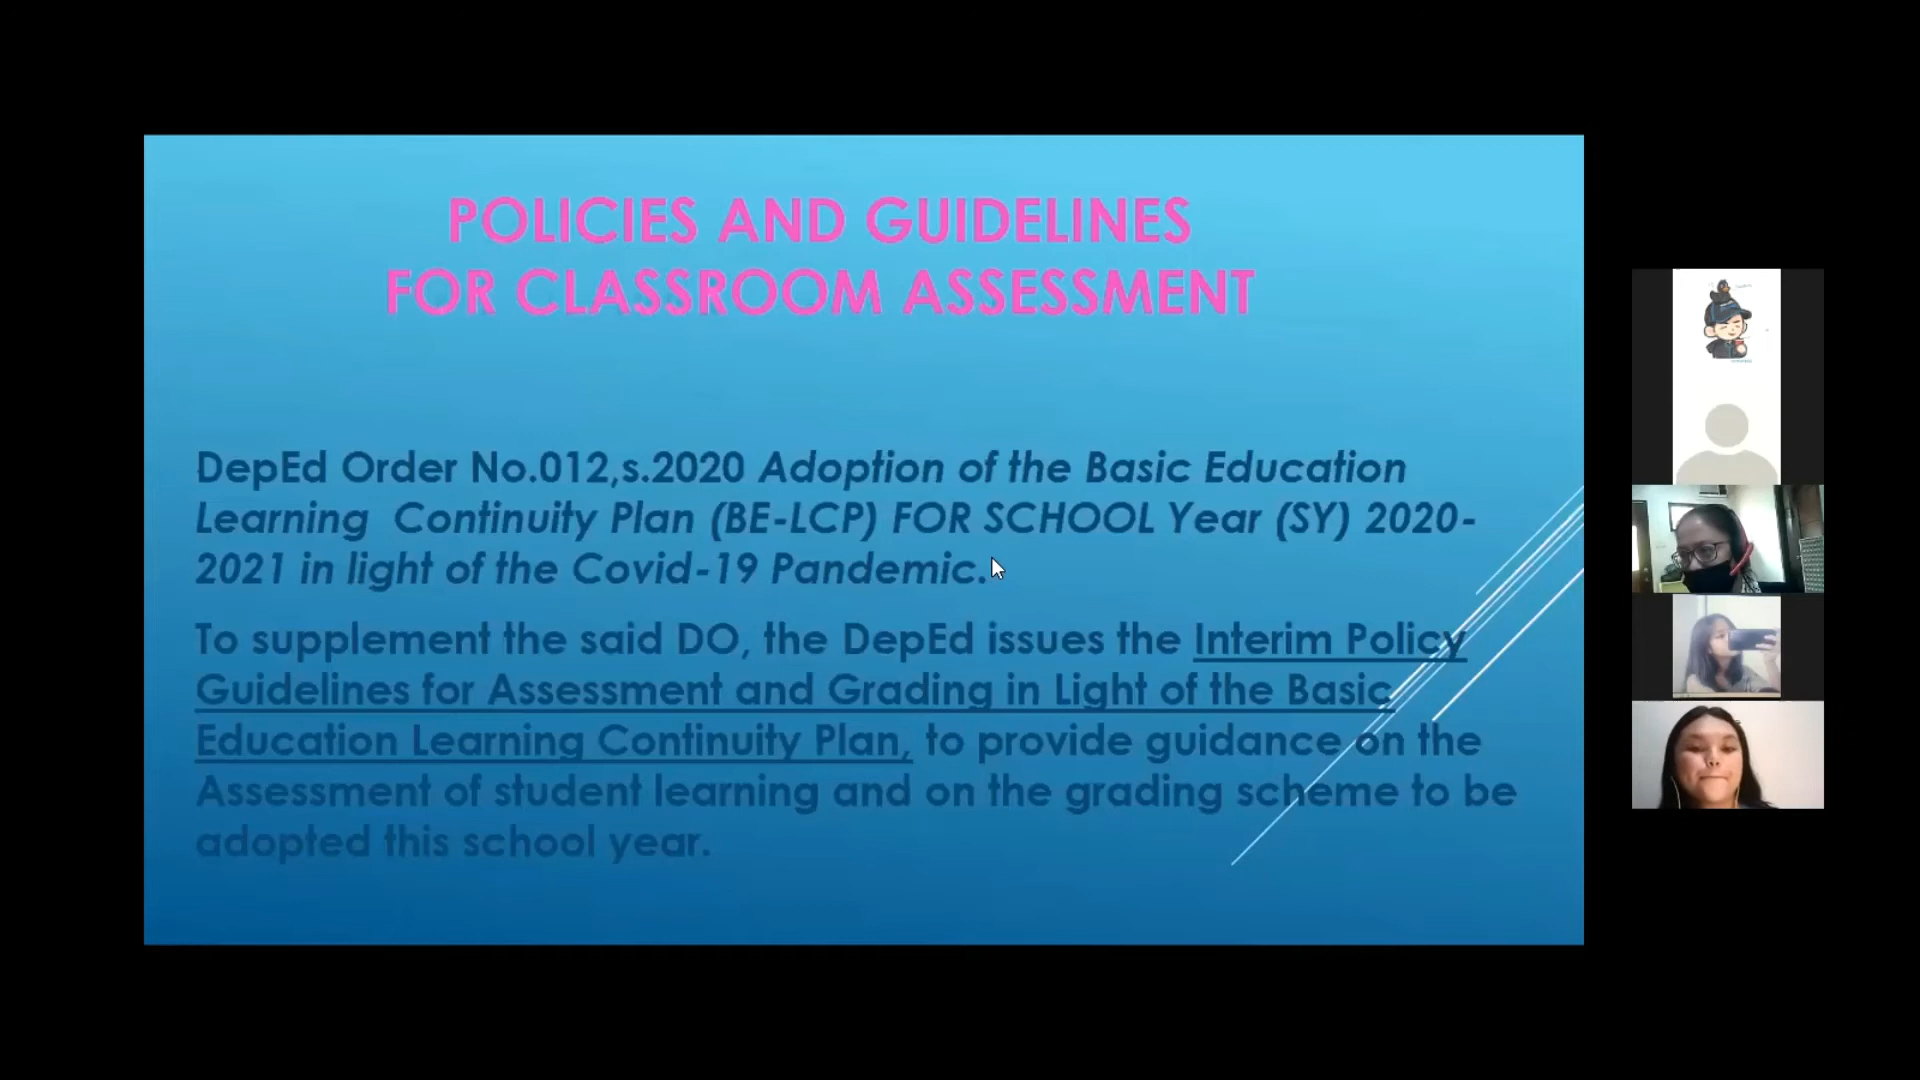 POLICIES AND GUIDELINES
FOR CLASSROOM ASSESSMENT
DepEd Order No.012,s.2020 Adoption of the Basic Education
Learning Continuity Plan (BE-LCP) FOR SCHOOL Year (SY) 2020-
2021 in light of the Covid-19 Pandemic.
To supplement the said DO, the DepEd issues the Interim Policy
Guidelines for Assessment and Grading in Light of the Basic
Education Learning Continuity Plan, to provide guidance on the
Assessment of student learning and on the grading scheme to be
adopted this school year.